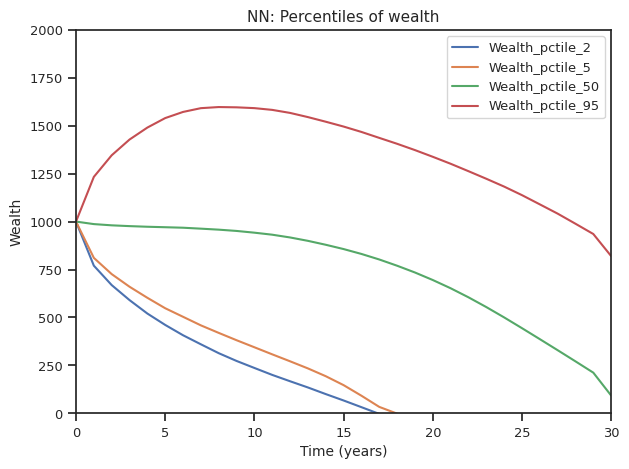 NN: Percentiles of wealth
Wealth_pctile_2
Wealth_pctile_5
Wealth_pctile_50
Wealth_pctile_95
Wealth
2000
1750
1500
1250
1000
750
500
250
0
0 5 10 15 20 25 30
Time (years)